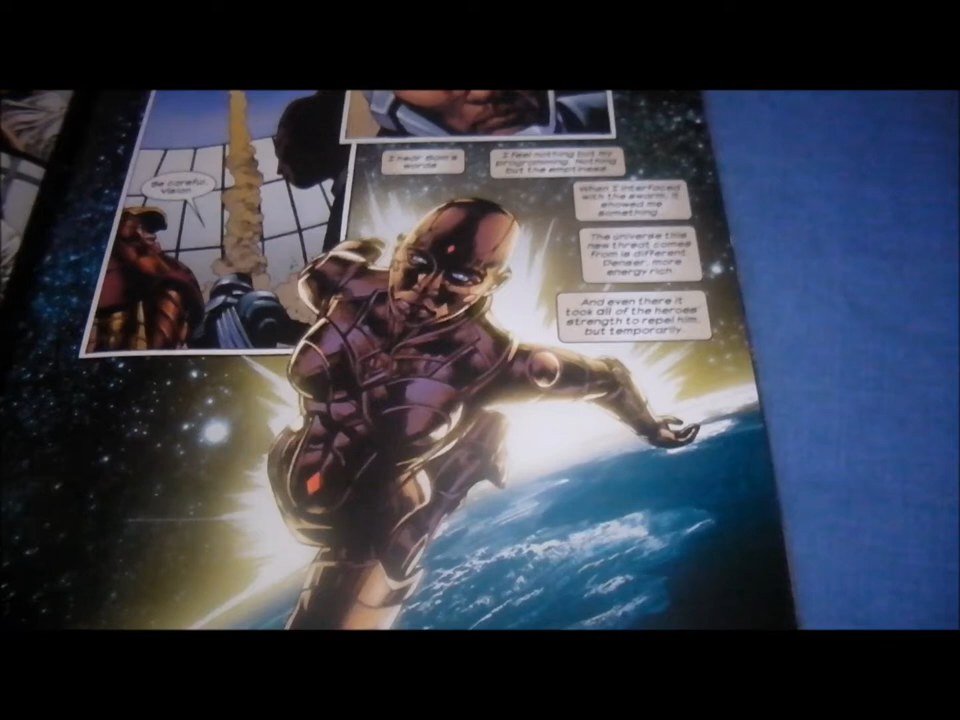 Be careful,
Vision.
I hear Sam's
words
I feel nothing but my
programming. Nothing
but the emptiness
When I interfaced
with the swarm, it
showed me
something
The universe this
new threat comes
from is different.
Denser, more
energy rich
And even there it
took all of the heroes'
strength to repel him,
but temporarily.